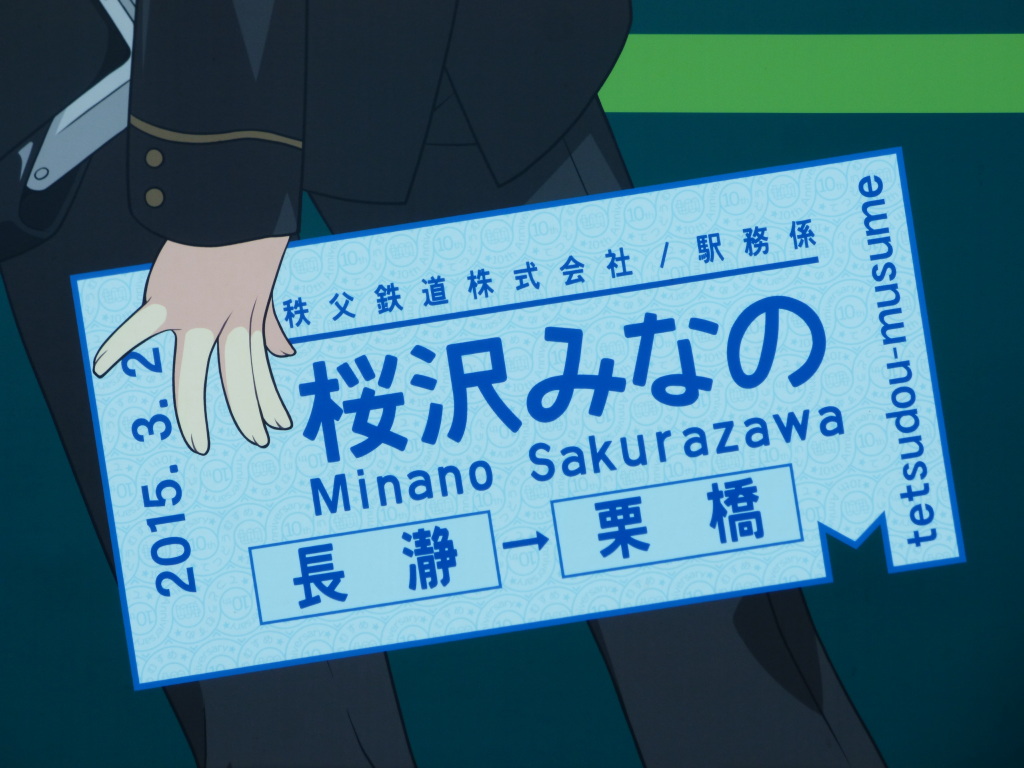 秩父鉄道株式会社/駅務係
桜沢みなの
Minano Sakurazawa
長瀞→栗橋
2015. 3. 2
tetsudou-musume